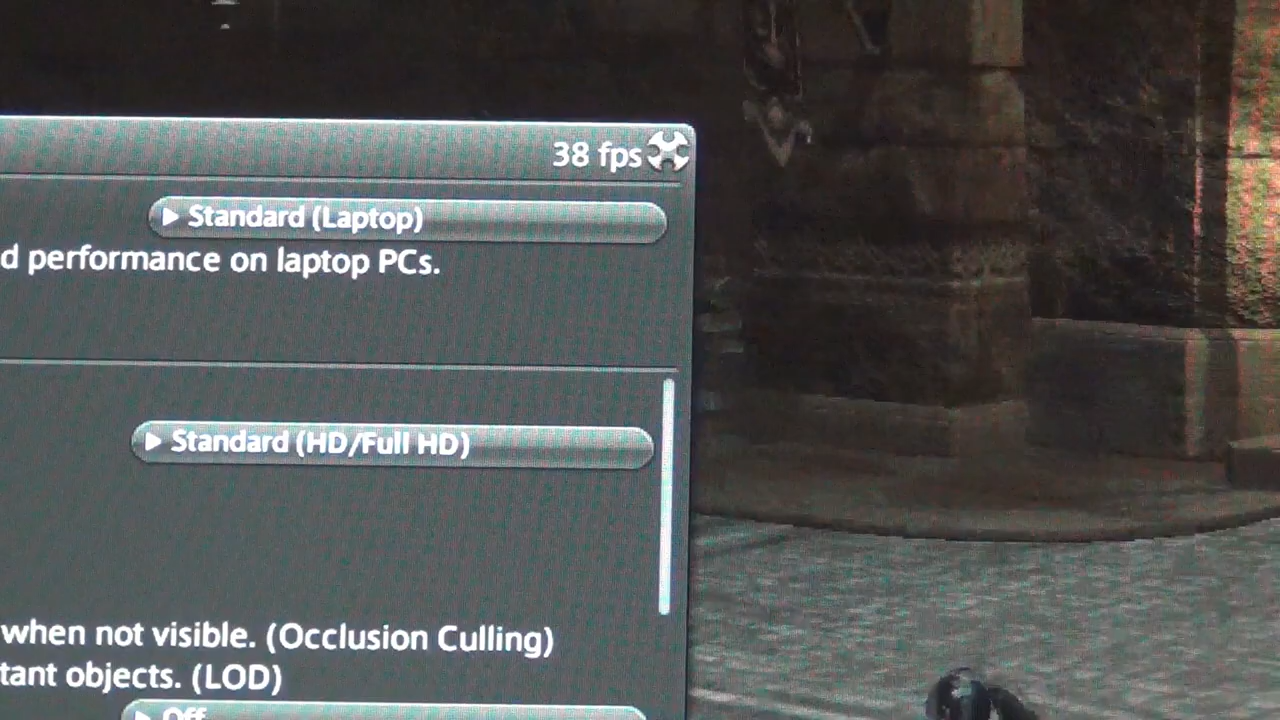 38 fps
Standard (Laptop)
d performance on laptop PCs.
Standard (HD/Full HD)
when not visible. (Occlusion Culling)
tant objects. (LOD)
Off